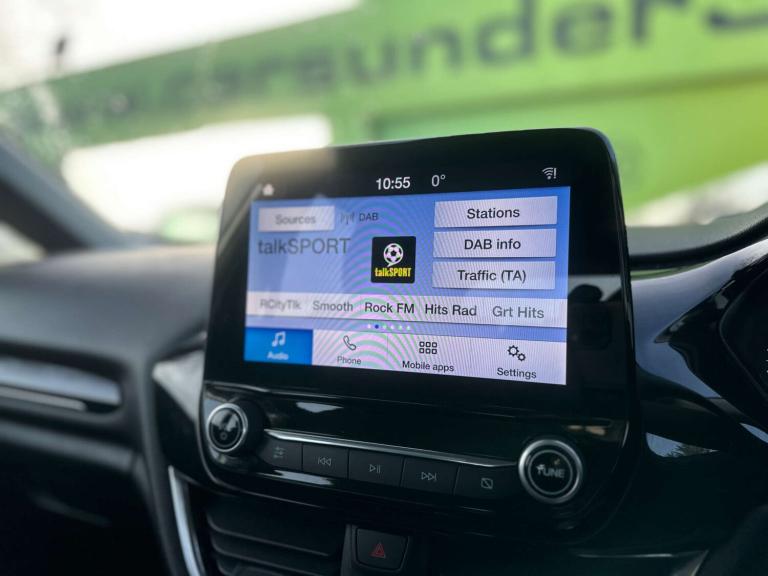 carsunder
10:55 0°
Sources DAB
Stations
talkSPORT
talkSPORT
DAB info
Traffic (TA)
RCityTlk Smooth Rock FM Hits Rad Grt Hits
Audio Phone Mobile apps Settings
TUNE